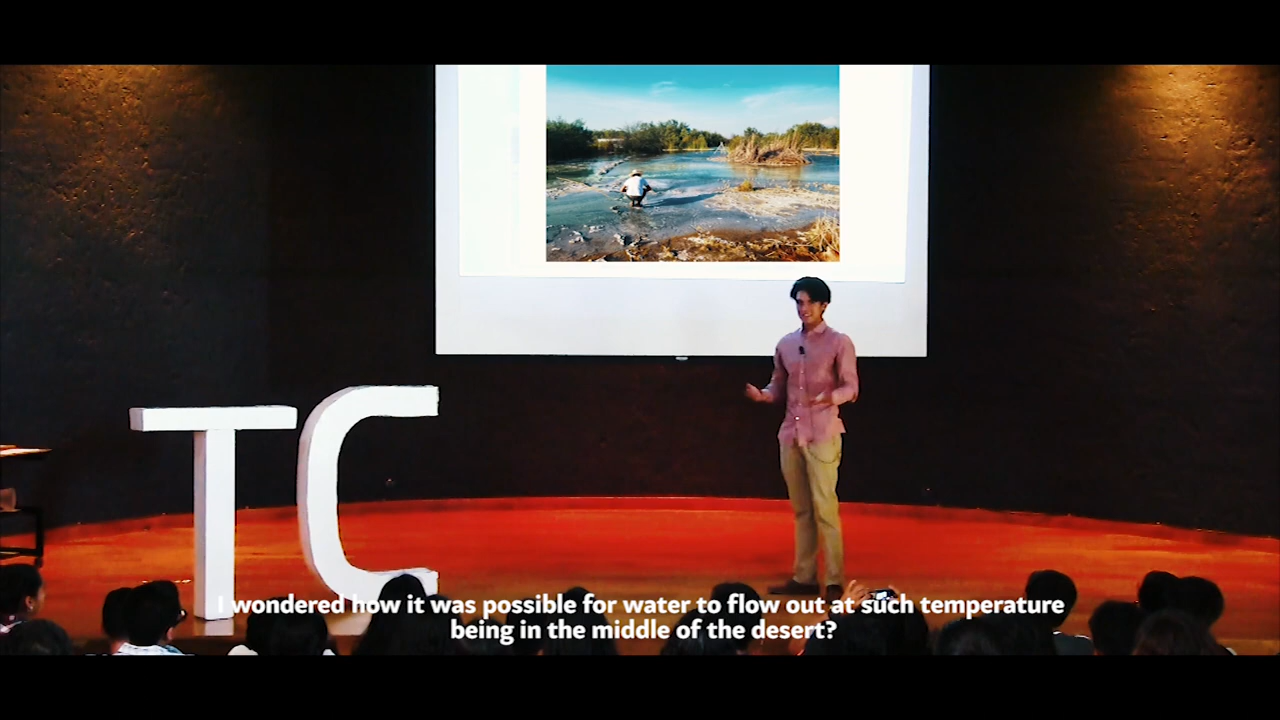 TC
I wondered how it was possible for water to flow out at such temperature
being in the middle of the desert?